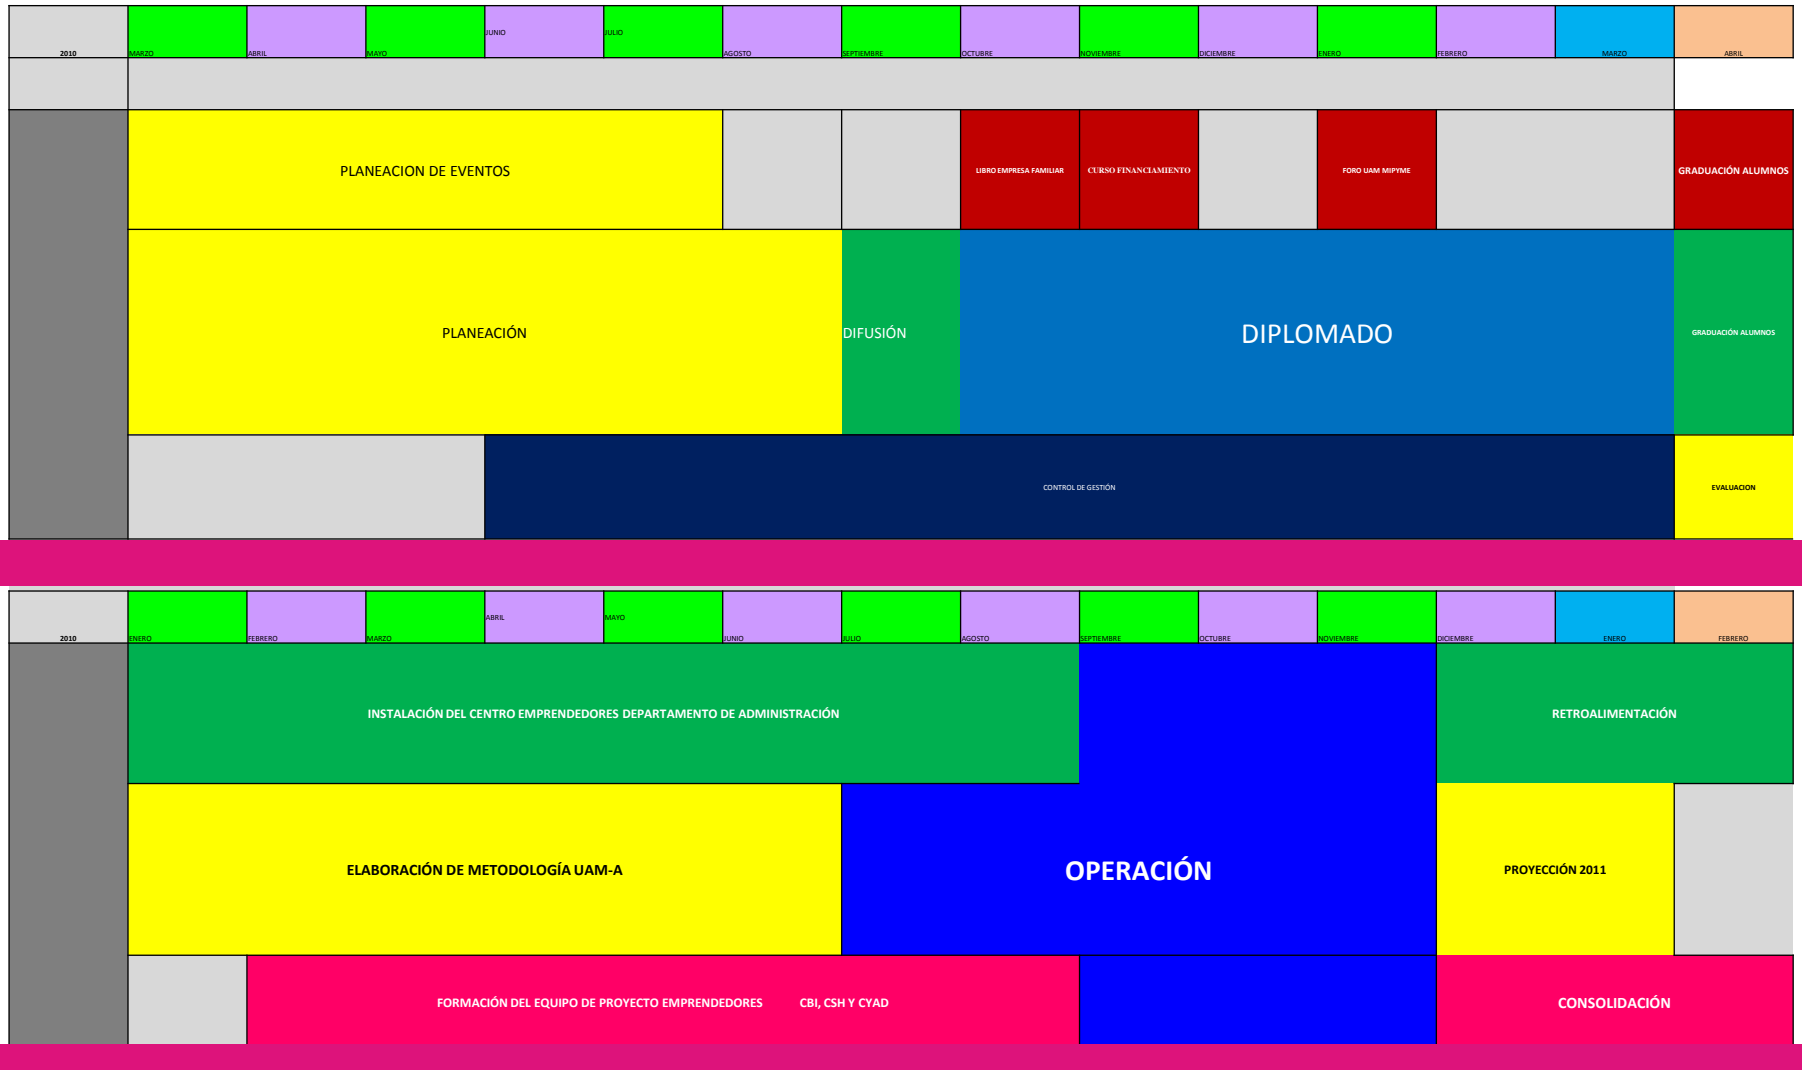 2010 MARZO ABRIL MAYO JUNIO JULIO AGOSTO SEPTIEMBRE OCTUBRE NOVIEMBRE DICIEMBRE ENERO FEBRERO MARZO ABRIL
PLANEACION DE EVENTOS LIBRO EMPRESA FAMILIAR CURSO FINANCIAMIENTO FORO UAM MIPYME GRADUACIÓN ALUMNOS
PLANEACIÓN DIFUSIÓN DIPLOMADO GRADUACIÓN ALUMNOS
CONTROL DE GESTIÓN EVALUACION
2010 ENERO FEBRERO MARZO ABRIL MAYO JUNIO JULIO AGOSTO SEPTIEMBRE OCTUBRE NOVIEMBRE DICIEMBRE ENERO FEBRERO
INSTALACIÓN DEL CENTRO EMPRENDEDORES DEPARTAMENTO DE ADMINISTRACIÓN RETROALIMENTACIÓN
ELABORACIÓN DE METODOLOGÍA UAM-A OPERACIÓN PROYECCIÓN 2011
FORMACIÓN DEL EQUIPO DE PROYECTO EMPRENDEDORES CBI, CSH Y CYAD CONSOLIDACIÓN